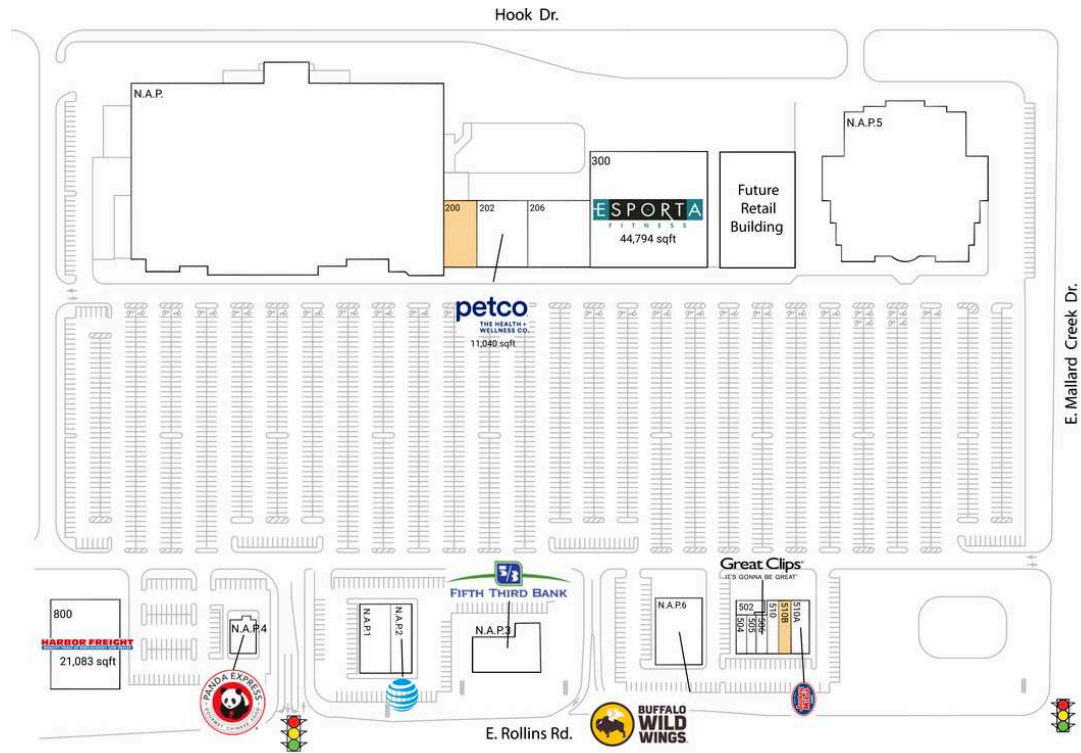 Hook Dr.
N.A.P.
N.A.P.5
300
ESPORTA
FITNESS
44,794 sqft
Future
Retail
Building
200
202
206
petco
THE HEALTH +
WELLNESS CO.
11,040 sqft
E. Mallard Creek Dr.
800
HARBOR FREIGHT
21,083 sqft
N.A.P.4
PANDA EXPRESS
GOURMET CHINESE FOOD
N.A.P.1
N.A.P.2
FIFTH THIRD BANK
N.A.P.3
N.A.P.6
Great Clips®
IT'S GONNA BE GREAT®
502
504
505
506
510
510B
510A
BUFFALO
WILD
WINGS
E. Rollins Rd.